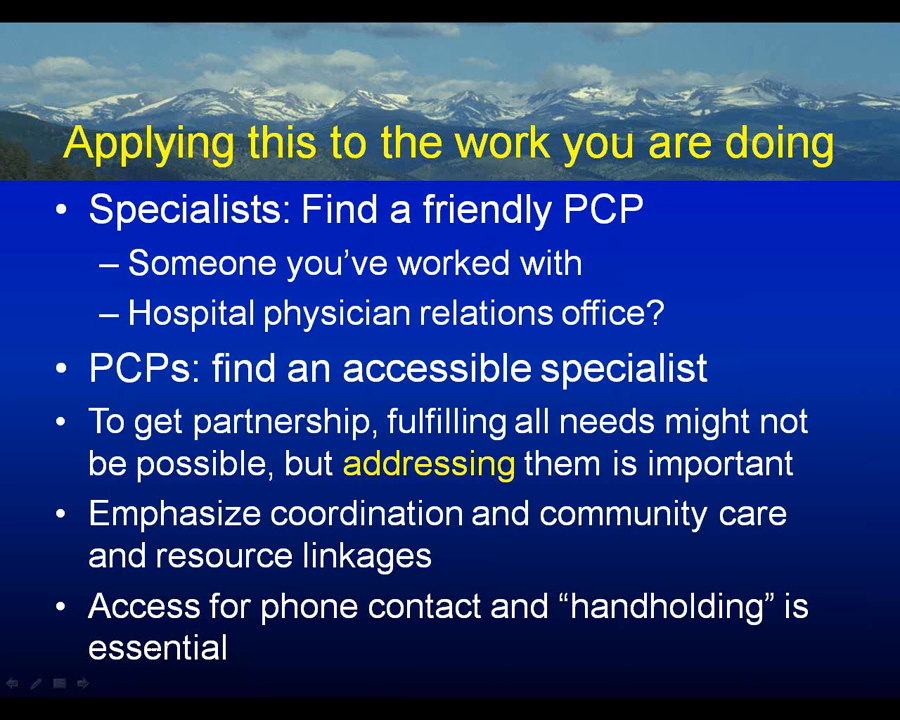 Applying this to the work you are doing
• Specialists: Find a friendly PCP
– Someone you’ve worked with
– Hospital physician relations office?
• PCPs: find an accessible specialist
• To get partnership, fulfilling all needs might not
be possible, but addressing them is important
• Emphasize coordination and community care
and resource linkages
• Access for phone contact and “handholding” is
essential